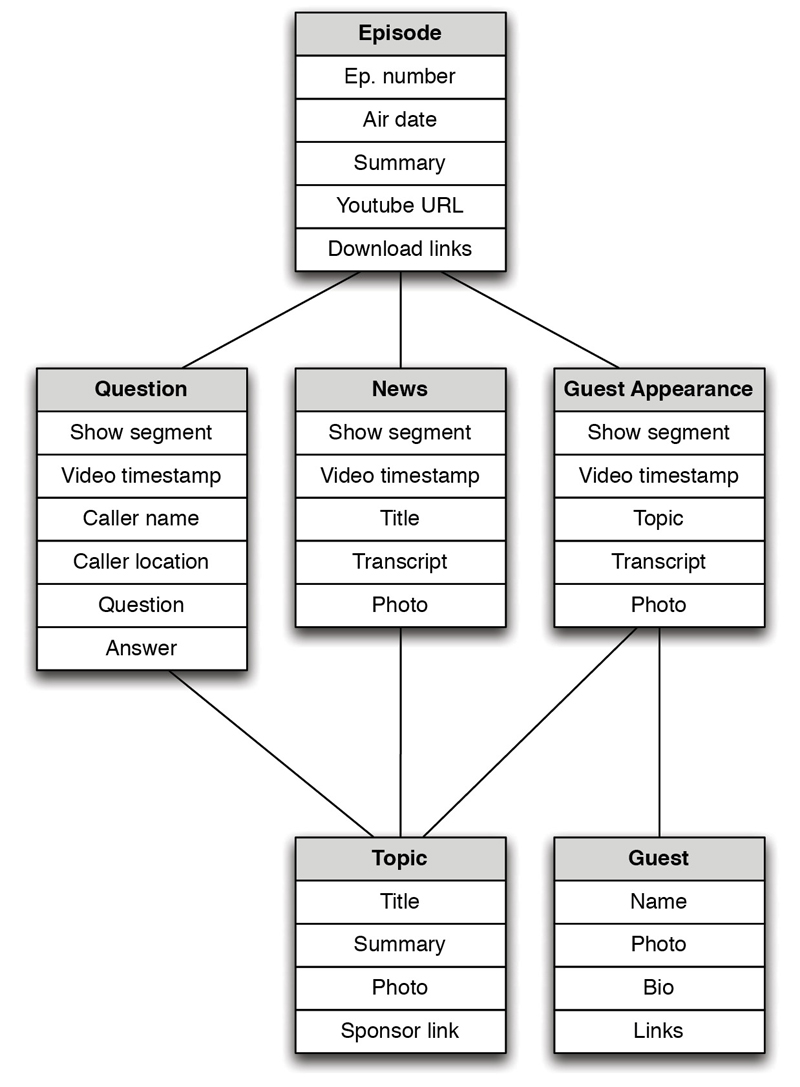 Episode
Ep. number
Air date
Summary
Youtube URL
Download links
Question
Show segment
Video timestamp
Caller name
Caller location
Question
Answer
News
Show segment
Video timestamp
Title
Transcript
Photo
Guest Appearance
Show segment
Video timestamp
Topic
Transcript
Photo
Topic
Title
Summary
Photo
Sponsor link
Guest
Name
Photo
Bio
Links